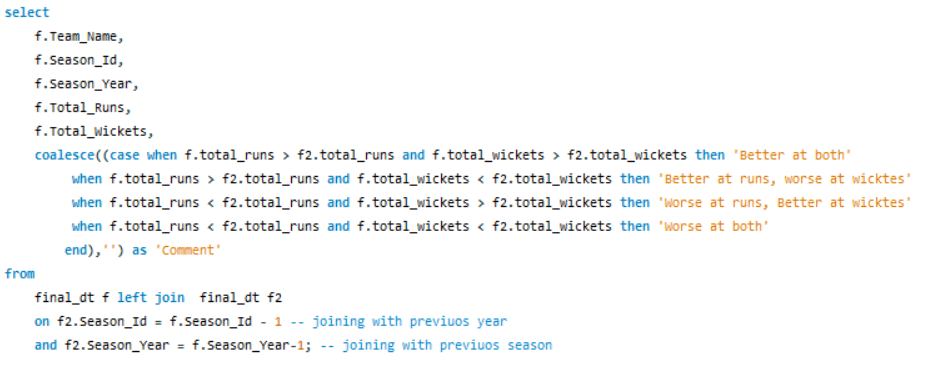 select
f.Team_Name,
f.Season_Id,
f.Season_Year,
f.Total_Runs,
f.Total_Wickets,
coalesce((case when f.total_runs > f2.total_runs and f.total_wickets > f2.total_wickets then 'Better at both'
when f.total_runs > f2.total_runs and f.total_wickets < f2.total_wickets then 'Better at runs, worse at wicktes'
when f.total_runs < f2.total_runs and f.total_wickets > f2.total_wickets then 'Worse at runs, Better at wicktes'
when f.total_runs < f2.total_runs and f.total_wickets < f2.total_wickets then 'Worse at both'
end),'') as 'Comment'
from
final_dt f left join  final_dt f2
on f2.Season_Id = f.Season_Id - 1 -- joining with previuos year
and f2.Season_Year = f.Season_Year-1; -- joining with previuos season